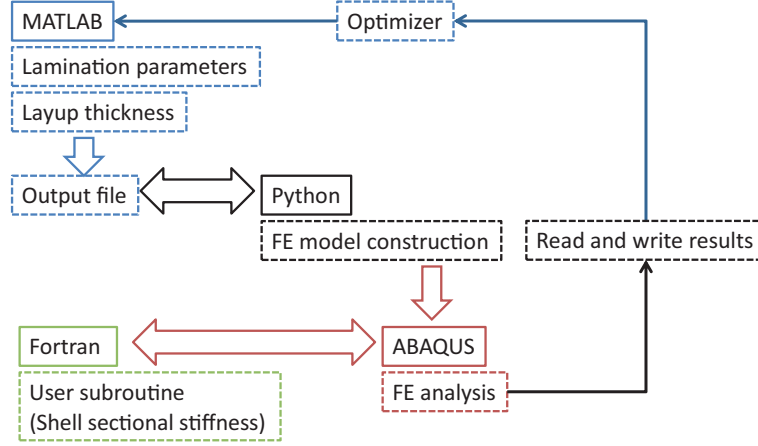 MATLAB
Optimizer
Lamination parameters
Layup thickness
Output file
Python
FE model construction
Read and write results
Fortran
ABAQUS
User subroutine
(Shell sectional stiffness)
FE analysis